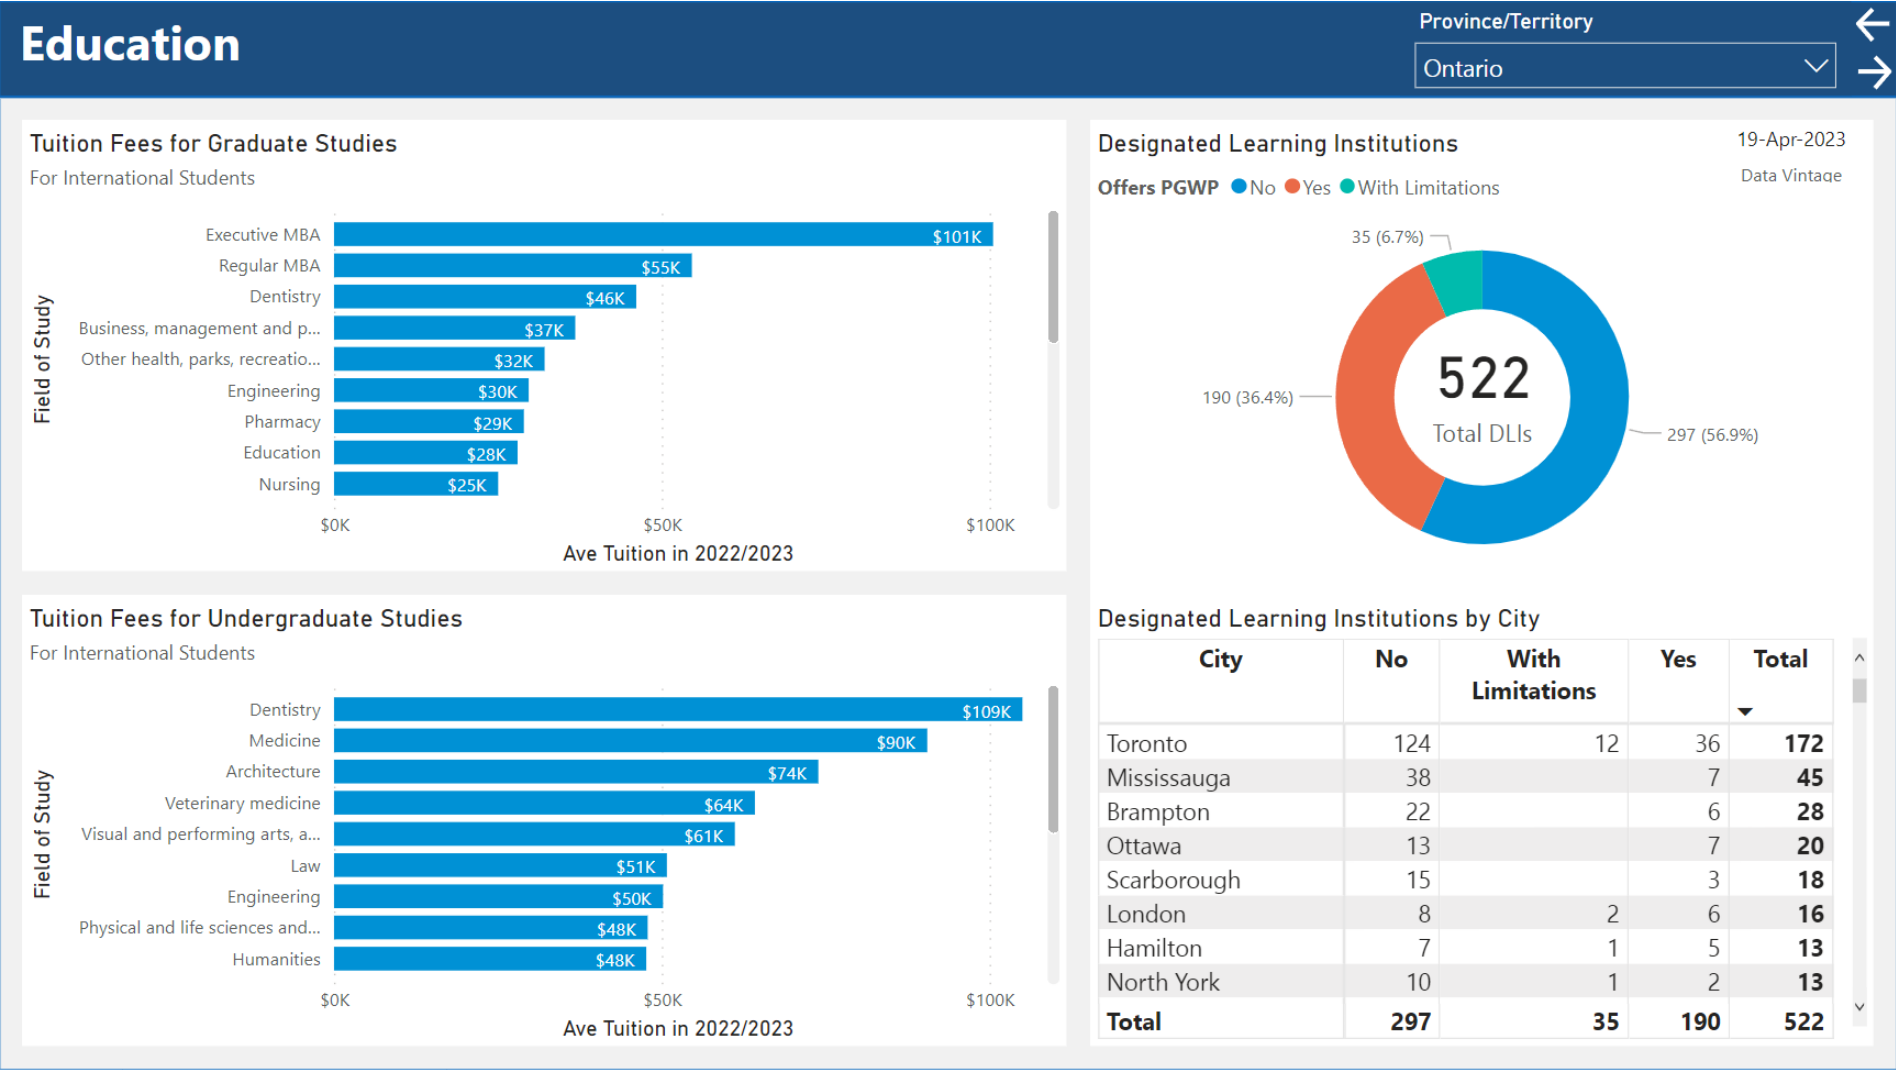 Education
Province/Territory
Ontario
Tuition Fees for Graduate Studies
For International Students
Field of Study
Executive MBA $101K
Regular MBA $55K
Dentistry $46K
Business, management and p... $37K
Other health, parks, recreatio... $32K
Engineering $30K
Pharmacy $29K
Education $28K
Nursing $25K
$0K $50K $100K
Ave Tuition in 2022/2023
Tuition Fees for Undergraduate Studies
For International Students
Field of Study
Dentistry $109K
Medicine $90K
Architecture $74K
Veterinary medicine $64K
Visual and performing arts, a... $61K
Law $51K
Engineering $50K
Physical and life sciences and... $48K
Humanities $48K
$0K $50K $100K
Ave Tuition in 2022/2023
Designated Learning Institutions
19-Apr-2023
Data Vintage
Offers PGWP No Yes With Limitations
35 (6.7%)
190 (36.4%)
297 (56.9%)
522
Total DLIs
Designated Learning Institutions by City
City No With Limitations Yes Total
Toronto 124 12 36 172
Mississauga 38 7 45
Brampton 22 6 28
Ottawa 13 7 20
Scarborough 15 3 18
London 8 2 6 16
Hamilton 7 1 5 13
North York 10 1 2 13
Total 297 35 190 522